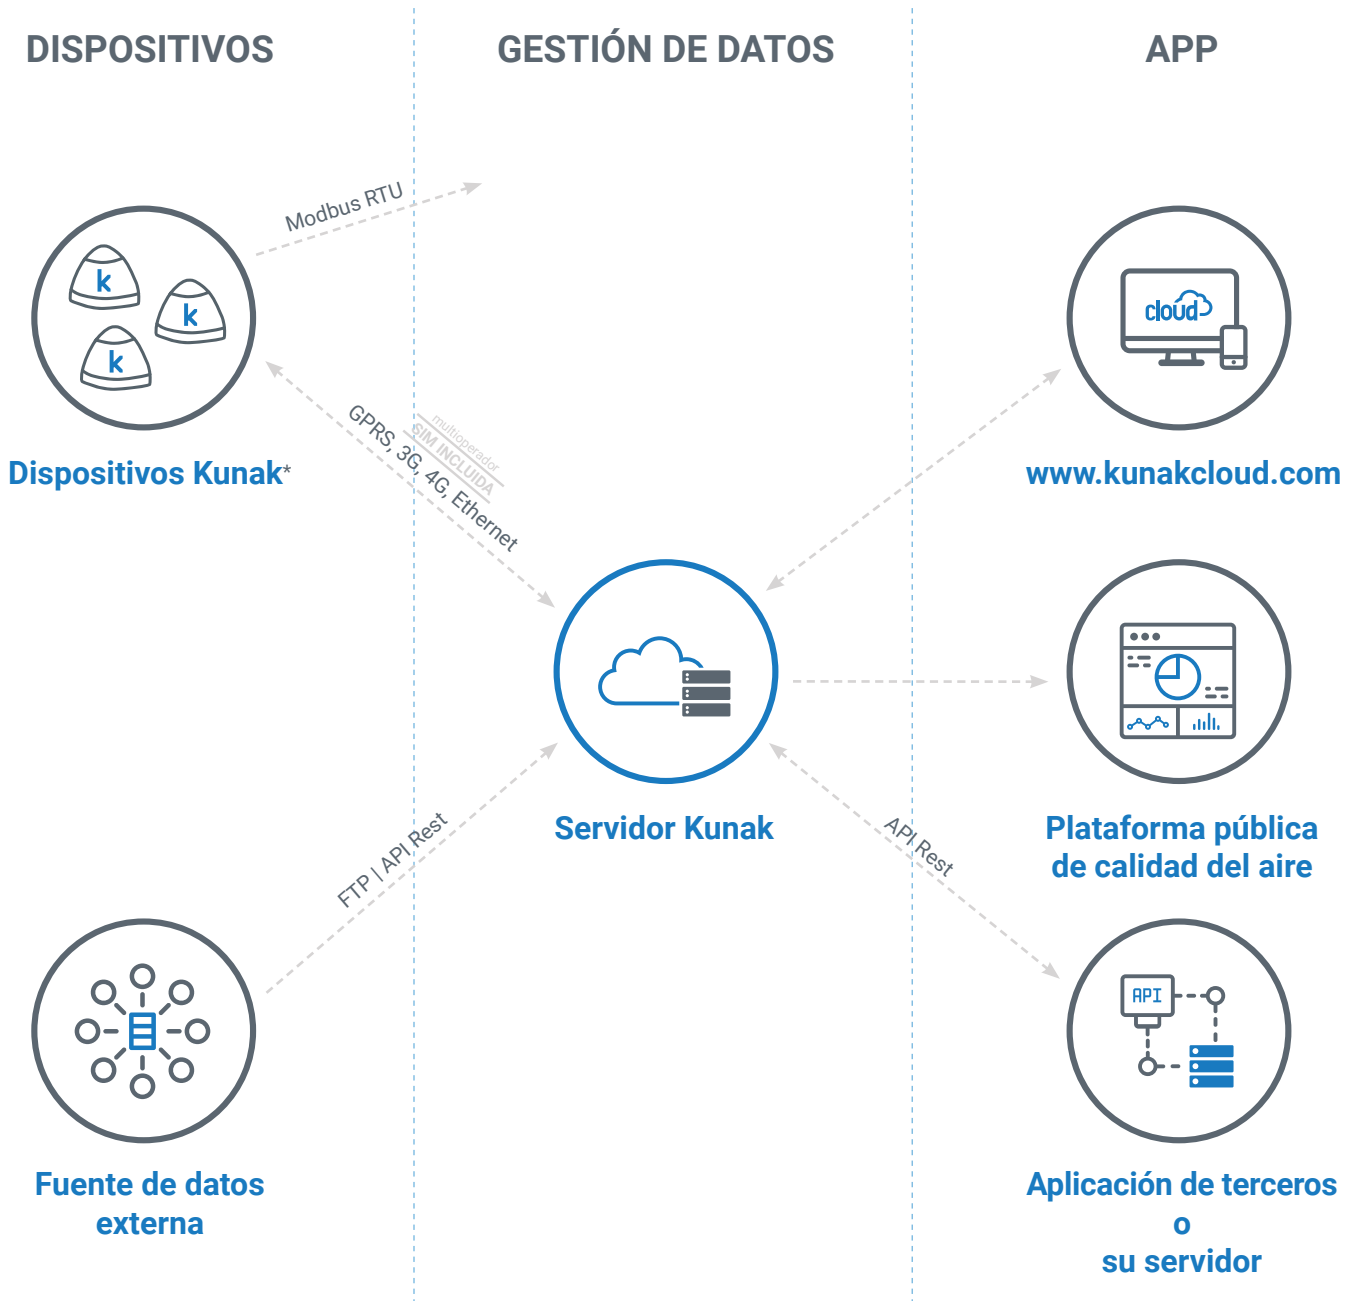 DISPOSITIVOS
GESTIÓN DE DATOS
APP
Modbus RTU
k
k
k
cloud
Dispositivos Kunak*
GPRS, 3G, 4G, Ethernet
multioperador
SIM INCLUIDA
www.kunakcloud.com
Servidor Kunak
Plataforma pública
de calidad del aire
FTP | API Rest
API Rest
API
Fuente de datos
externa
Aplicación de terceros
o
su servidor